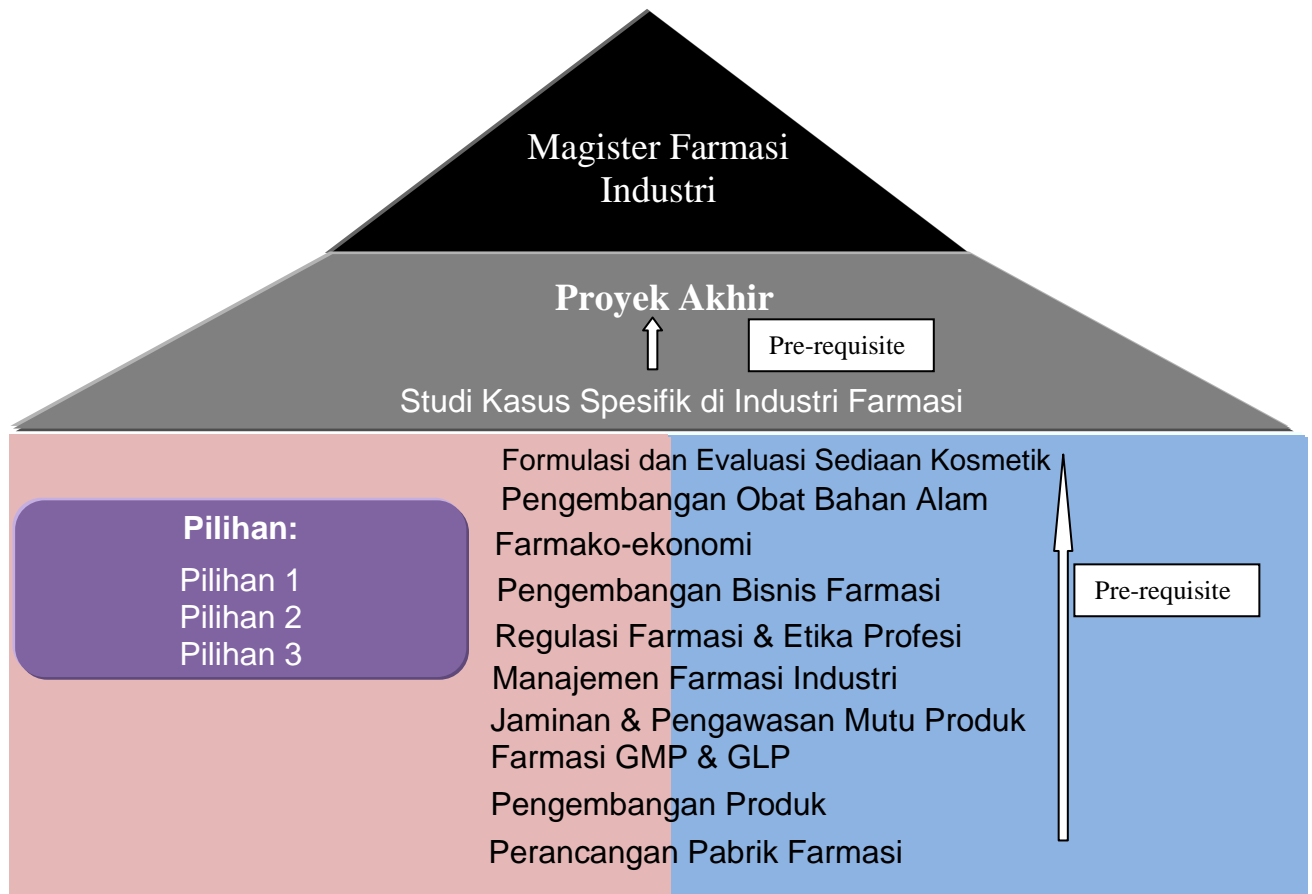 Magister Farmasi
Industri
Proyek Akhir
Pre-requisite
Studi Kasus Spesifik di Industri Farmasi
Pilihan:
Pilihan 1
Pilihan 2
Pilihan 3
Formulasi dan Evaluasi Sediaan Kosmetik
Pengembangan Obat Bahan Alam
Farmako-ekonomi
Pengembangan Bisnis Farmasi
Regulasi Farmasi & Etika Profesi
Manajemen Farmasi Industri
Jaminan & Pengawasan Mutu Produk
Farmasi GMP & GLP
Pengembangan Produk
Perancangan Pabrik Farmasi
Pre-requisite